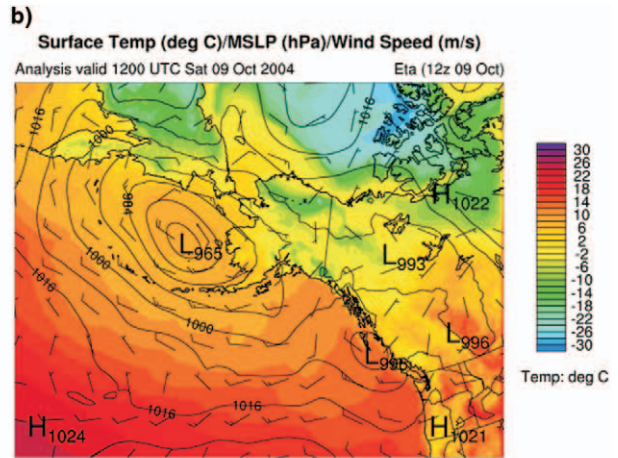 b)
Surface Temp (deg C)/MSLP (hPa)/Wind Speed (m/s)
Analysis valid 1200 UTC Sat 09 Oct 2004 Eta (12z 09 Oct)
1016
1016
1000
984
H1022
L965
L993
1016
1000
L996
1016
1016
H1024
H1021
30
26
22
18
14
10
6
2
-2
-6
-10
-14
-18
-22
-26
-30
Temp: deg C